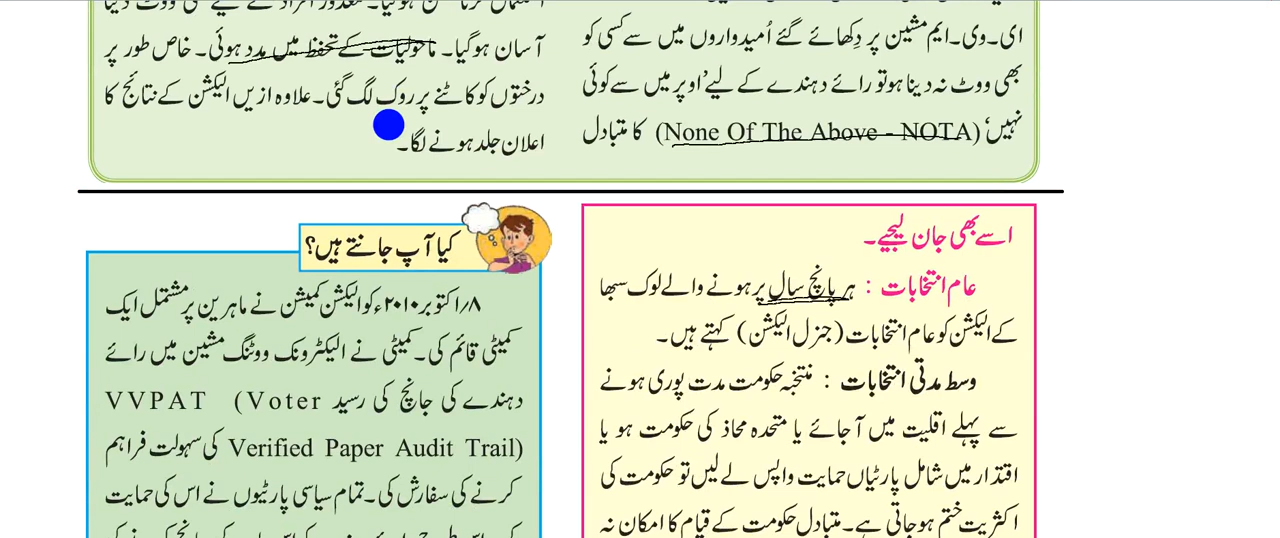 ای۔وی۔ایم مشین پر دِکھائے گئے اُمیدواروں میں سے کسی کو
بھی ووٹ نہ دینا ہو تو رائے دہندے کے لیے 'اوپر میں سے کوئی
نہیں' (None Of The Above - NOTA) کا متبادل
آسان ہوگیا۔ ماحولیات کے تحفظ میں مدد ہوئی۔ خاص طور پر
درختوں کو کاٹنے پر روک لگ گئی۔ علاوہ ازیں الیکشن کے نتائج کا
اعلان جلد ہونے لگا۔
اسے بھی جان لیجیے۔
عام انتخابات : ہر پانچ سال پر ہونے والے لوک سبھا
کے الیکشن کو عام انتخابات (جنرل الیکشن) کہتے ہیں۔
وسط مدتی انتخابات : منتخبہ حکومت مدت پوری ہونے
سے پہلے اقلیت میں آجائے یا متحدہ محاذ کی حکومت ہو یا
اقتدار میں شامل پارٹیاں حمایت واپس لے لیں تو حکومت کی
اکثریت ختم ہو جاتی ہے۔ متبادل حکومت کے قیام کا امکان نہ
کیا آپ جانتے ہیں؟
۸؍اکتوبر ۲۰۱۰ء کو الیکشن کمیشن نے ماہرین پر مشتمل ایک
کمیٹی قائم کی۔ کمیٹی نے الیکٹرونک ووٹنگ مشین میں رائے
دہندے کی جانچ کی رسید VVPAT (Voter
Verified Paper Audit Trail) کی سہولت فراہم
کرنے کی سفارش کی۔ تمام سیاسی پارٹیوں نے اس کی حمایت